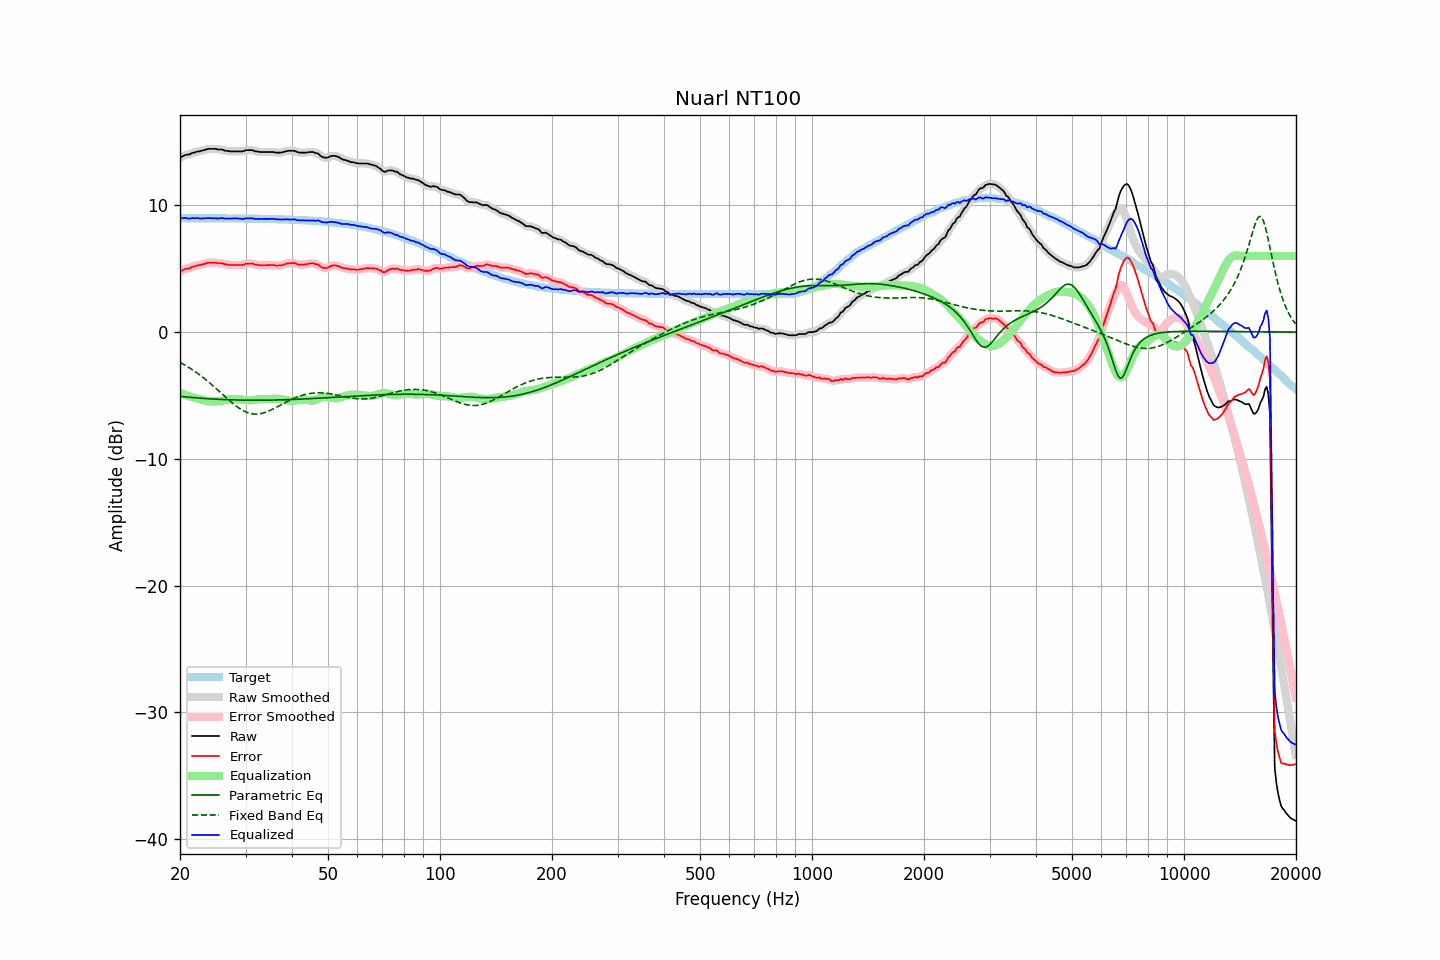 Nuarl NT100
Amplitude (dBr)
10
0
−10
−20
−30
−40
Target
Raw Smoothed
Error Smoothed
Raw
Error
Equalization
Parametric Eq
Fixed Band Eq
Equalized
20 50 100 200 500 1000 2000 5000 10000 20000
Frequency (Hz)